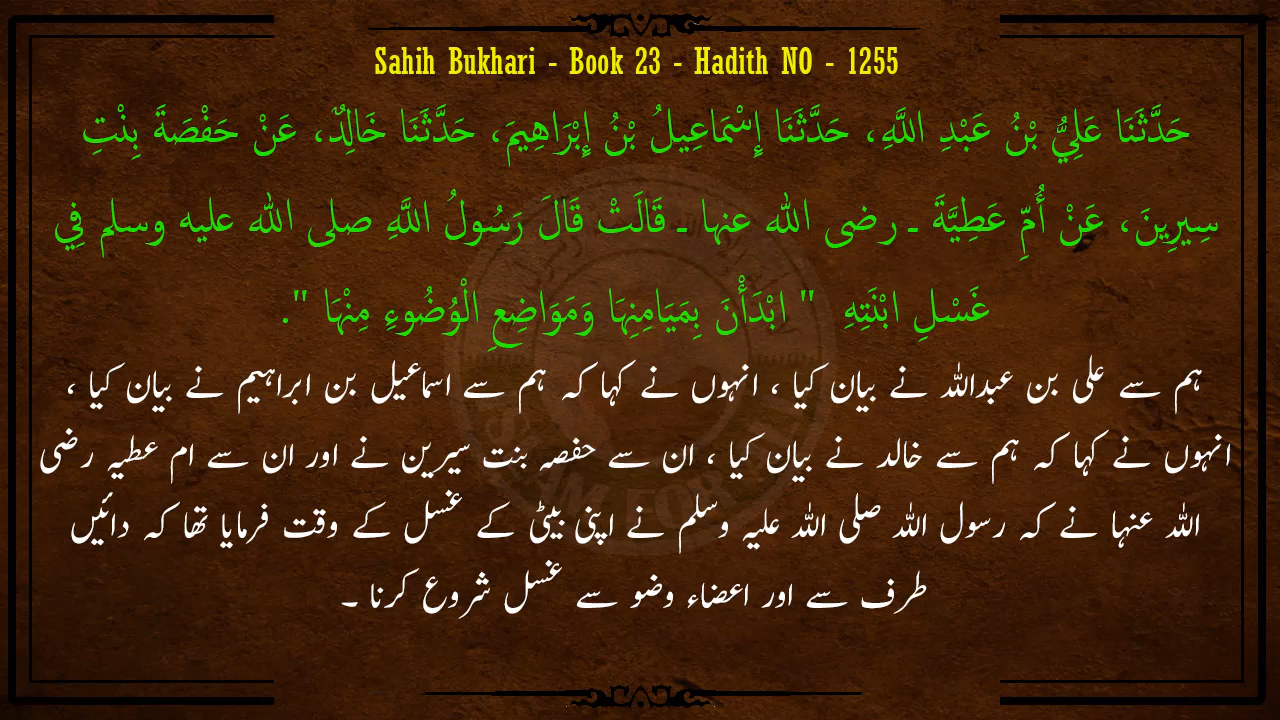 Sahih Bukhari - Book 23 - Hadith NO - 1255
حَدَّثَنَا عَلِيُّ بْنُ عَبْدِ اللَّهِ، حَدَّثَنَا إِسْمَاعِيلُ بْنُ إِبْرَاهِيمَ، حَدَّثَنَا خَالِدٌ، عَنْ حَفْصَةَ بِنْتِ
سِيرِينَ، عَنْ أُمِّ عَطِيَّةَ ـ رضى الله عنها ـ قَالَتْ قَالَ رَسُولُ اللَّهِ صلى الله عليه وسلم فِي
غَسْلِ ابْنَتِهِ " ابْدَأْنَ بِمَيَامِنِهَا وَمَوَاضِعِ الْوُضُوءِ مِنْهَا ".
ہم سے علی بن عبداللہ نے بیان کیا ، انہوں نے کہا کہ ہم سے اسماعیل بن ابراہیم نے بیان کیا ،
انہوں نے کہا کہ ہم سے خالد نے بیان کیا ، ان سے حفصہ بنت سیرین نے اور ان سے ام عطیہ رضی
اللہ عنہا نے کہ رسول اللہ صلی اللہ علیہ وسلم نے اپنی بیٹی کے غسل کے وقت فرمایا تھا کہ دائیں
طرف سے اور اعضاء وضو سے غسل شروع کرنا ۔